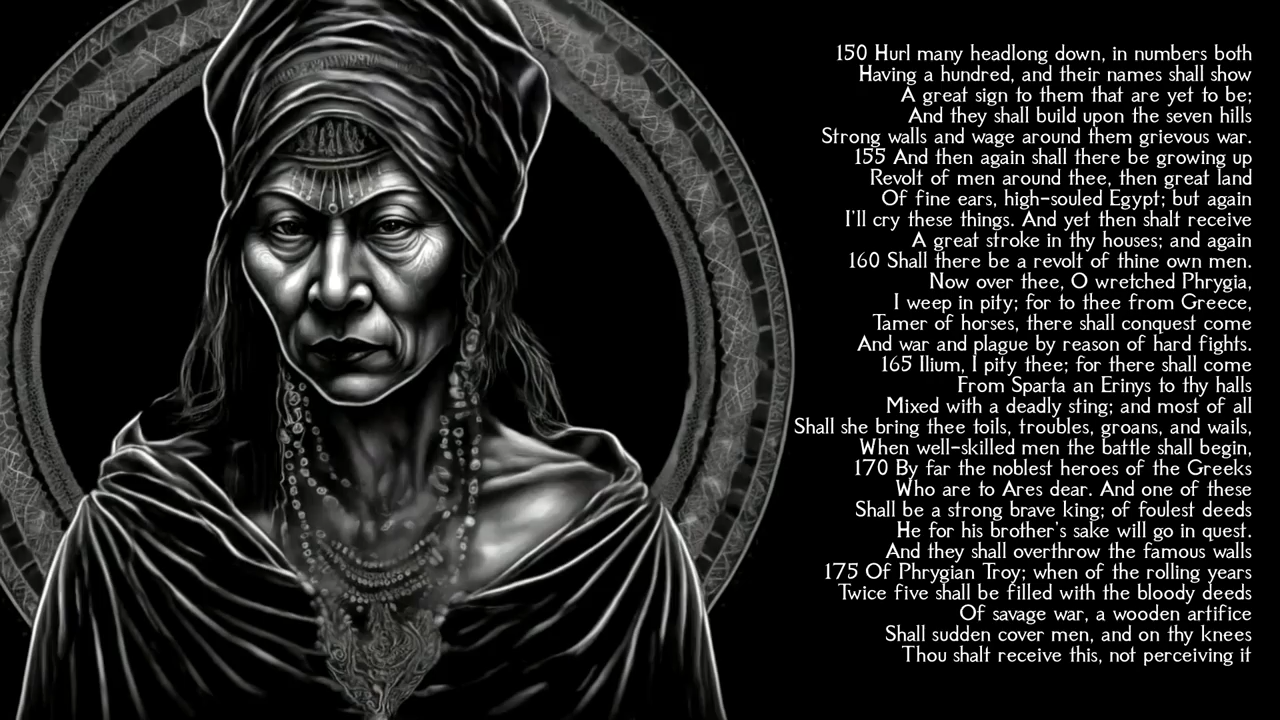 150 Hurl many headlong down, in numbers both
Having a hundred, and their names shall show
A great sign to them that are yet to be;
And they shall build upon the seven hills
Strong walls and wage around them grievous war.
155 And then again shall there be growing up
Revolt of men around thee, then great land
Of fine ears, high-souled Egypt; but again
I'll cry these things. And yet then shalt receive
A great stroke in thy houses; and again
160 Shall there be a revolt of thine own men.
Now over thee, O wretched Phrygia,
I weep in pity; for to thee from Greece,
Tamer of horses, there shall conquest come
And war and plague by reason of hard fights.
165 Ilium, I pity thee; for there shall come
From Sparta an Erinys to thy halls
Mixed with a deadly sting; and most of all
Shall she bring thee toils, troubles, groans, and wails,
When well-skilled men the battle shall begin,
170 By far the noblest heroes of the Greeks
Who are to Ares dear. And one of these
Shall be a strong brave king; of foulest deeds
He for his brother's sake will go in quest.
And they shall overthrow the famous walls
175 Of Phrygian Troy; when of the rolling years
Twice five shall be filled with the bloody deeds
Of savage war, a wooden artifice
Shall sudden cover men, and on thy knees
Thou shalt receive this, not perceiving it